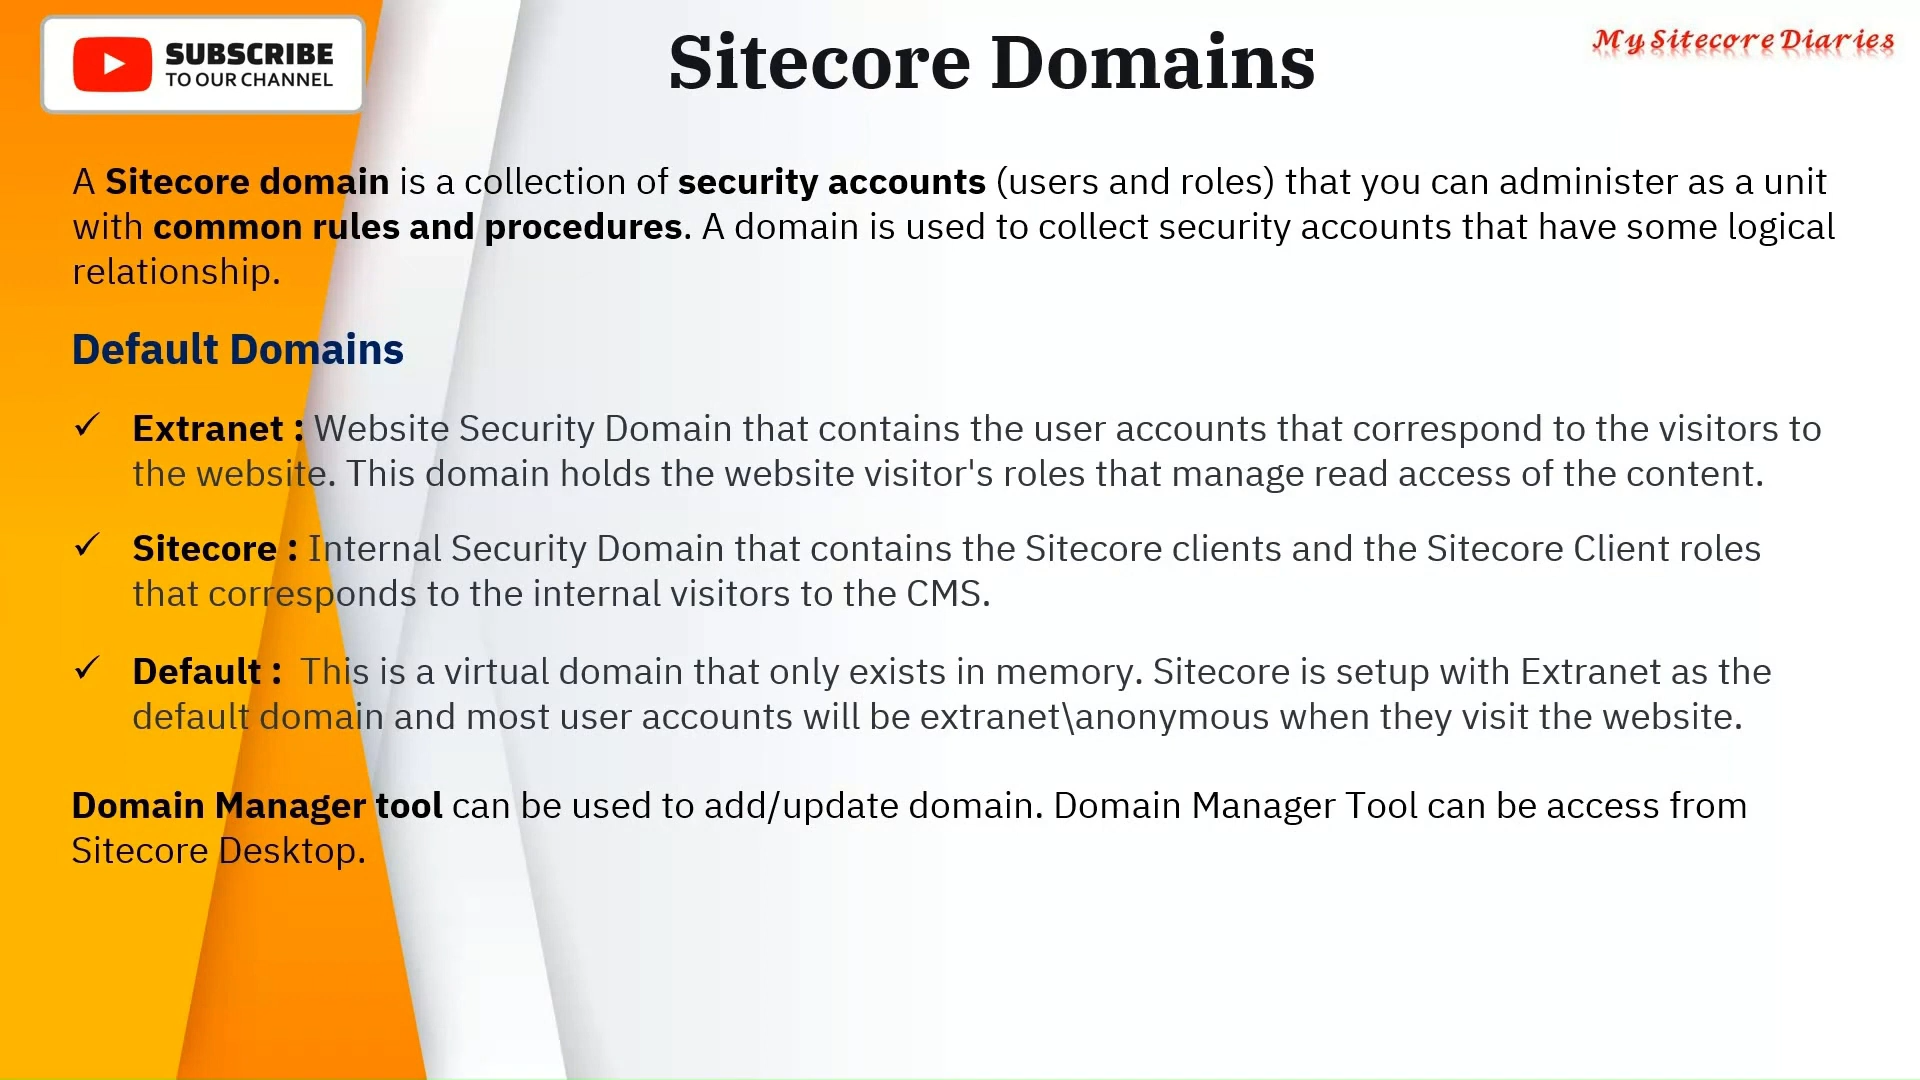 SUBSCRIBE
TO OUR CHANNEL
Sitecore Domains
My Sitecore Diaries
A Sitecore domain is a collection of security accounts (users and roles) that you can administer as a unit
with common rules and procedures. A domain is used to collect security accounts that have some logical
relationship.
Default Domains
✓ Extranet : Website Security Domain that contains the user accounts that correspond to the visitors to
the website. This domain holds the website visitor's roles that manage read access of the content.
✓ Sitecore : Internal Security Domain that contains the Sitecore clients and the Sitecore Client roles
that corresponds to the internal visitors to the CMS.
✓ Default : This is a virtual domain that only exists in memory. Sitecore is setup with Extranet as the
default domain and most user accounts will be extranet\anonymous when they visit the website.
Domain Manager tool can be used to add/update domain. Domain Manager Tool can be access from
Sitecore Desktop.